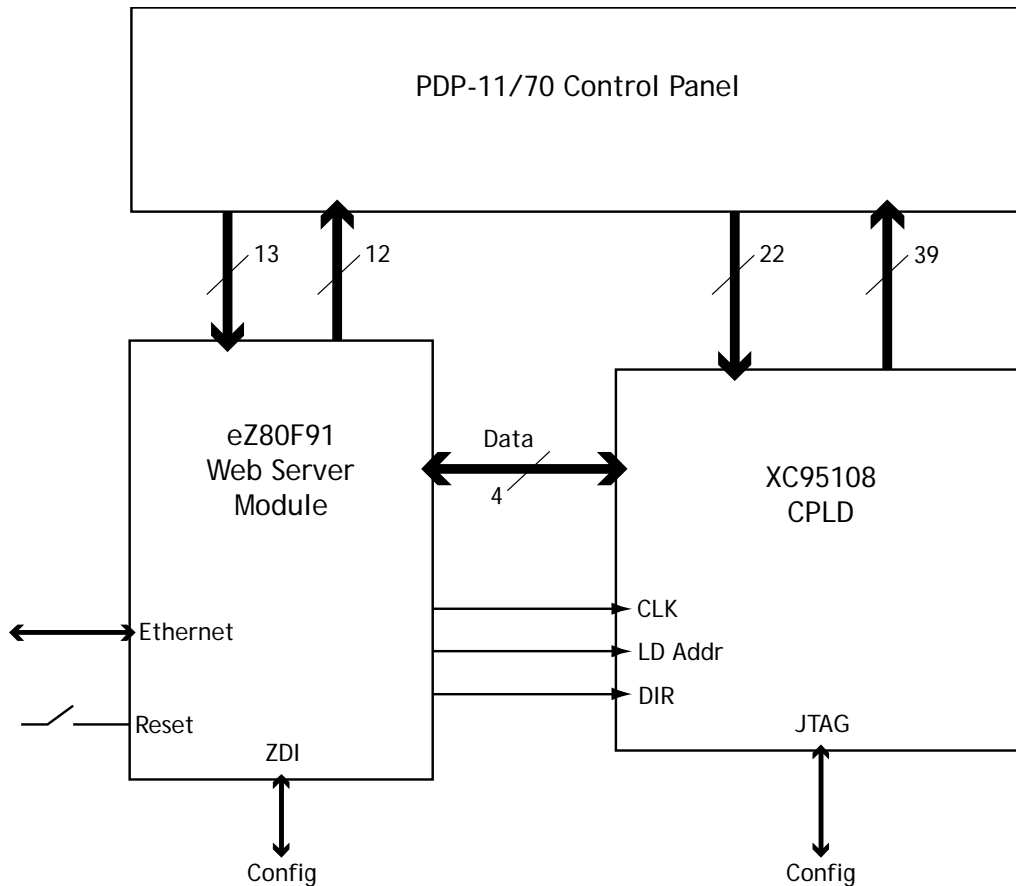 PDP-11/70 Control Panel
13
12
22
39
eZ80F91
Web Server
Module
Data
4
XC95108
CPLD
CLK
Ethernet
LD Addr
DIR
Reset
JTAG
ZDI
Config
Config